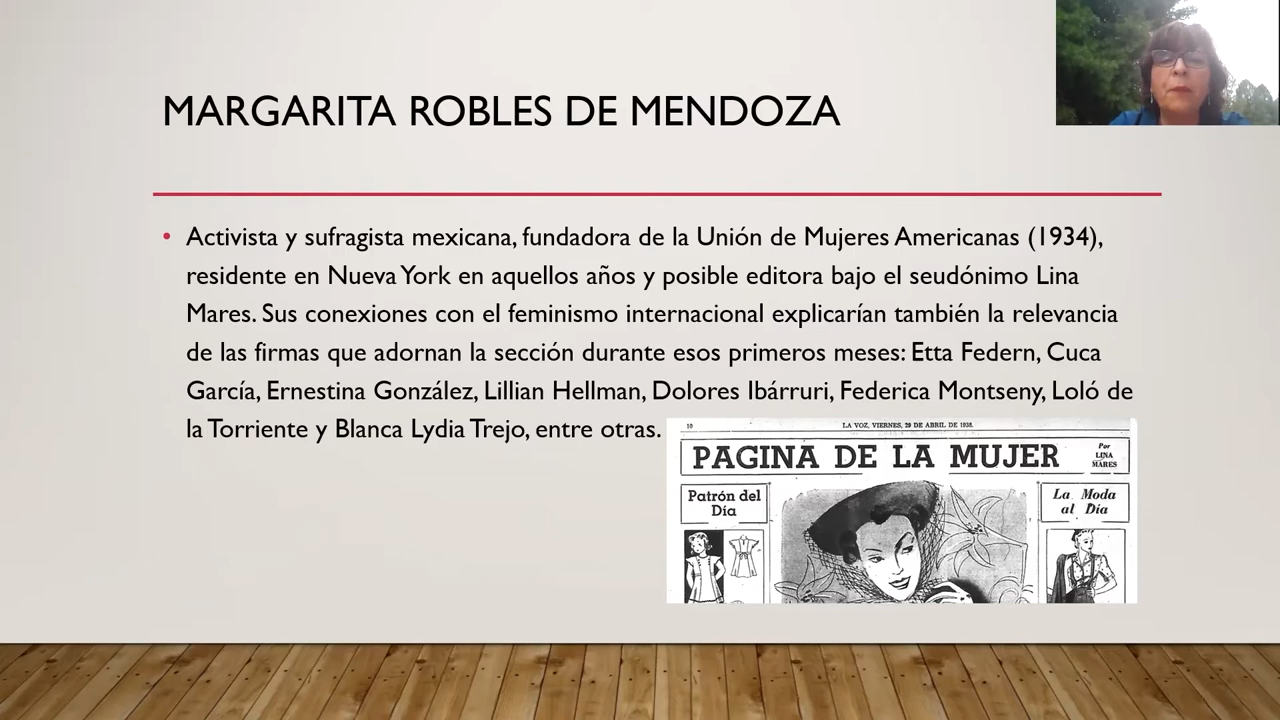 MARGARITA ROBLES DE MENDOZA
• Activista y sufragista mexicana, fundadora de la Unión de Mujeres Americanas (1934),
residente en Nueva York en aquellos años y posible editora bajo el seudónimo Lina
Mares. Sus conexiones con el feminismo internacional explicarían también la relevancia
de las firmas que adornan la sección durante esos primeros meses: Etta Federn, Cuca
García, Ernestina González, Lillian Hellman, Dolores Ibárruri, Federica Montseny, Loló de
la Torriente y Blanca Lydia Trejo, entre otras.
10
LA VOZ, VIERNES, 29 DE ABRIL DE 1938.
PAGINA DE LA MUJER
Por
LINA
MARES
Patrón del
Día
La Moda
al Día